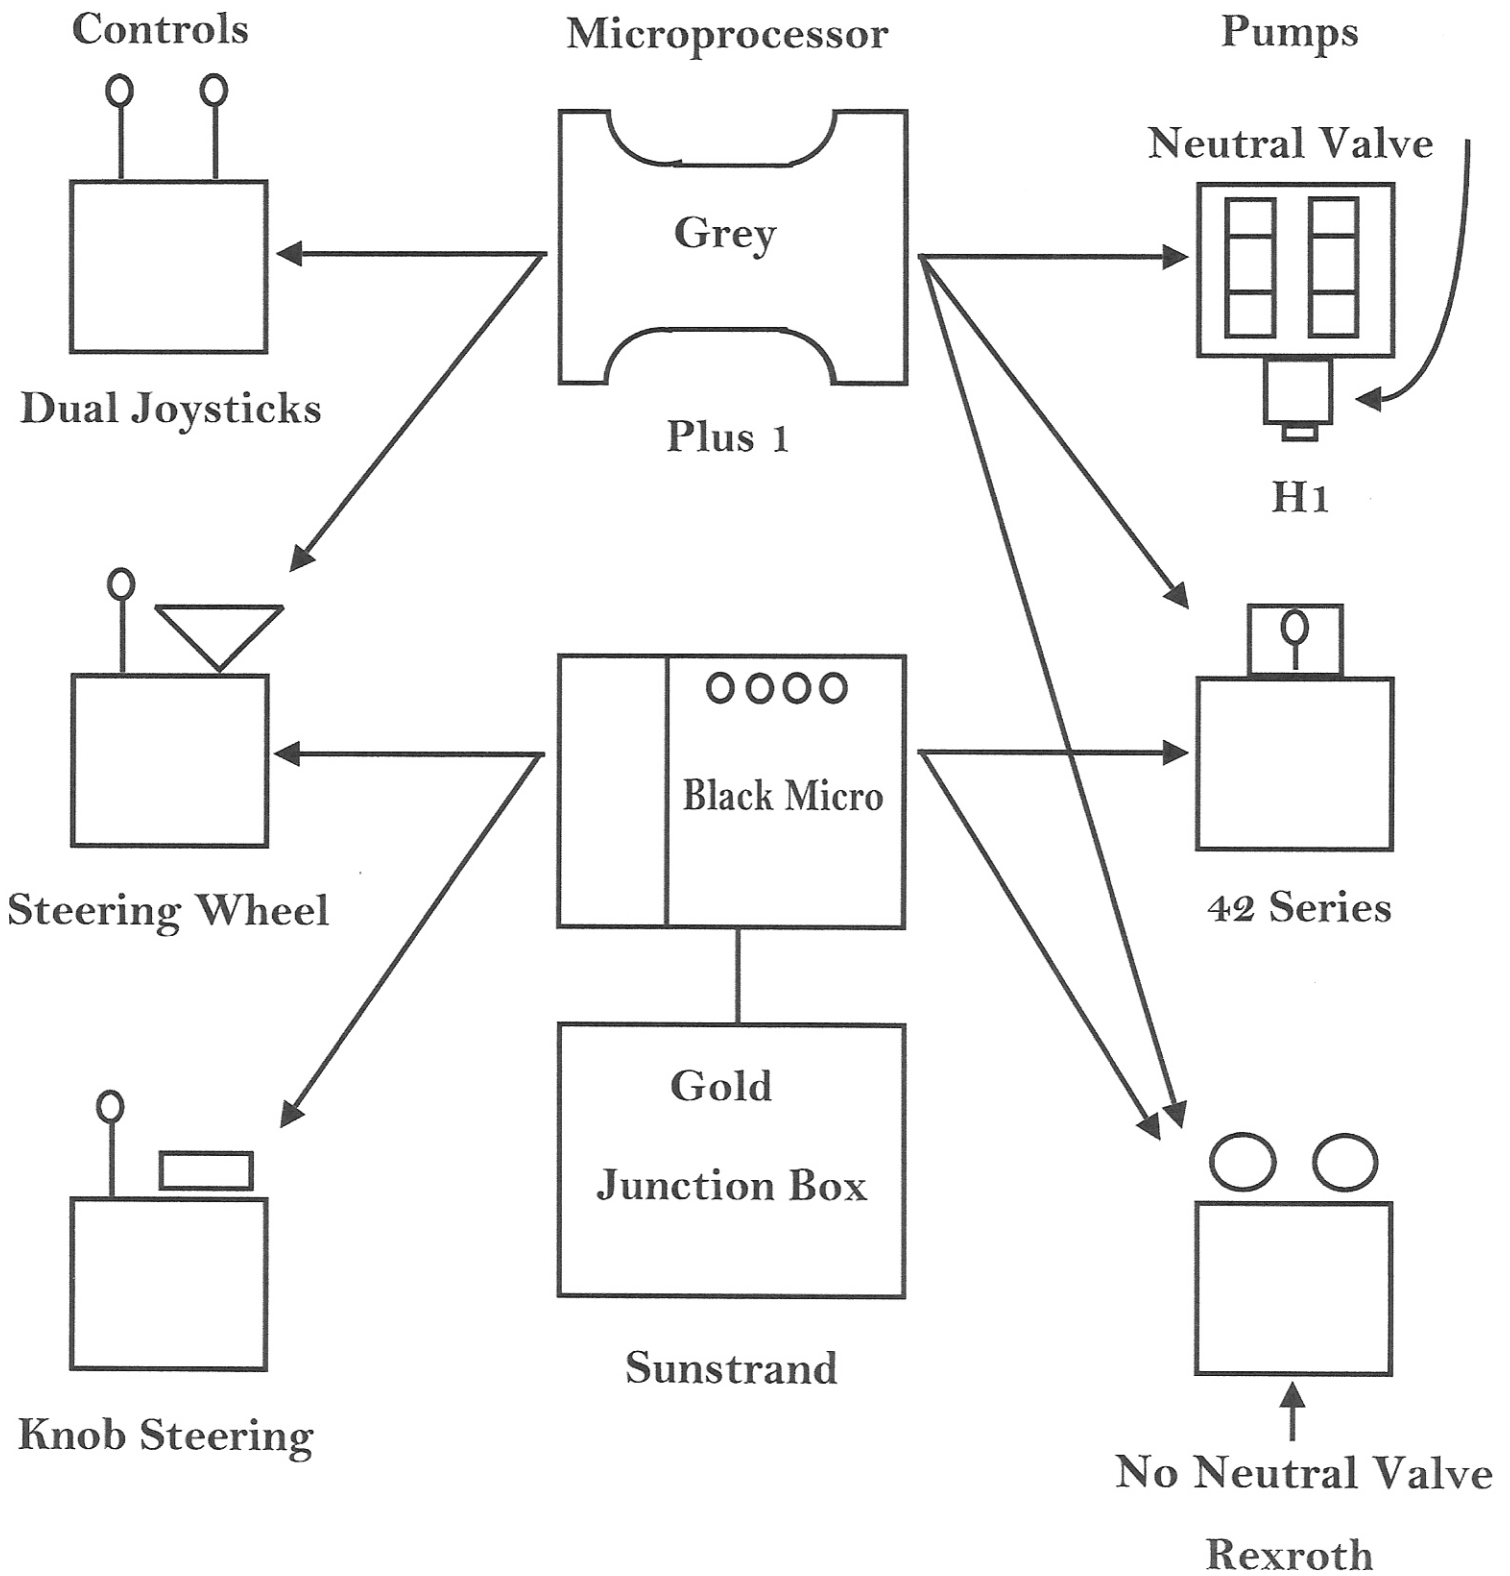 Controls
Microprocessor
Pumps
Neutral Valve
Grey
Dual Joysticks
Plus 1
H1
Black Micro
Steering Wheel
42 Series
Gold
Junction Box
Sunstrand
Knob Steering
No Neutral Valve
Rexroth